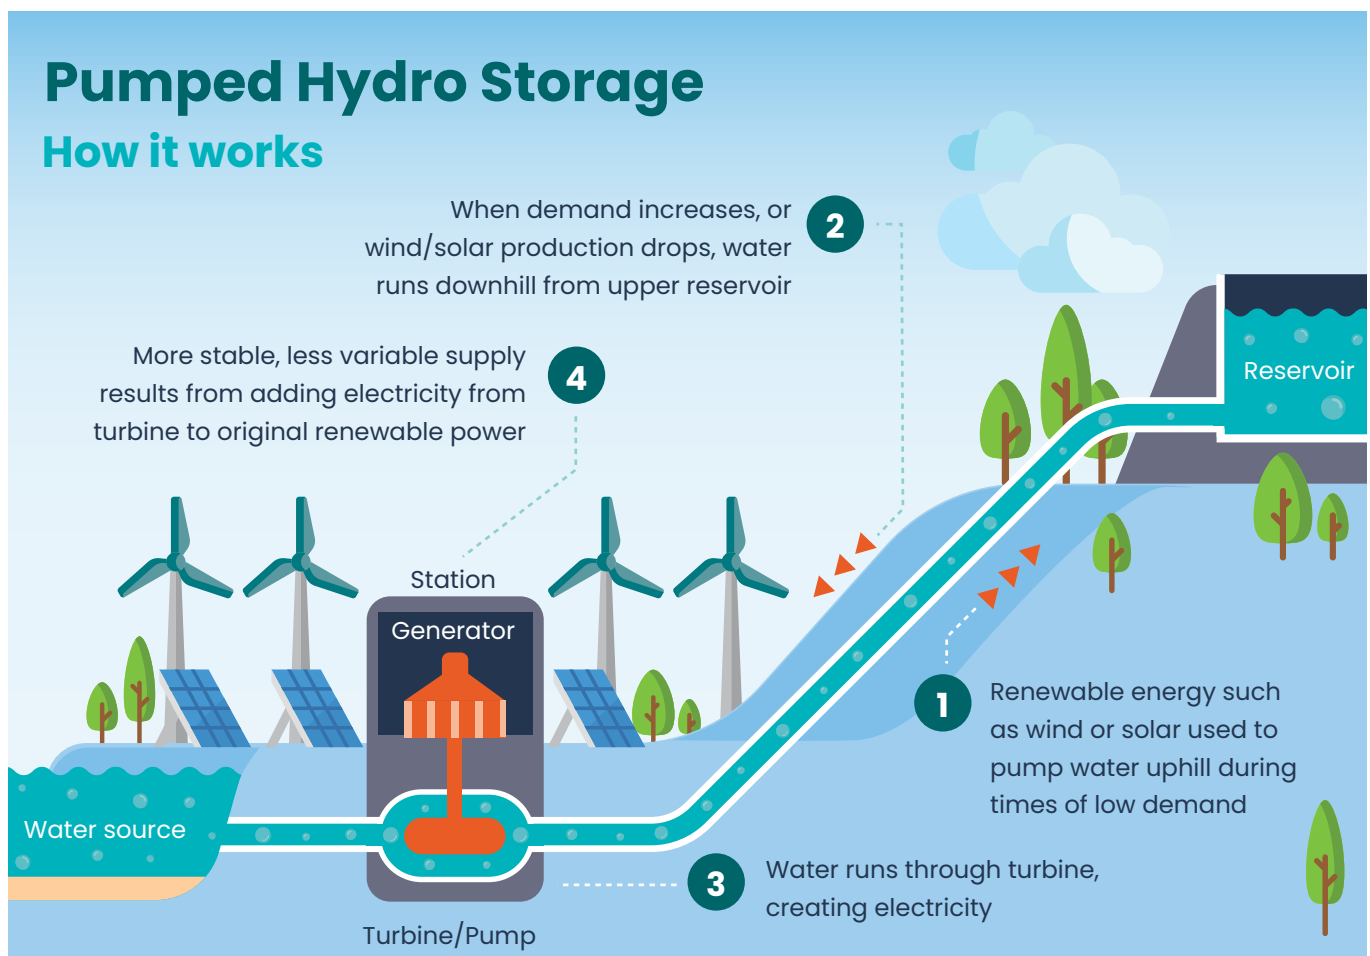 Pumped Hydro Storage
How it works
When demand increases, or
wind/solar production drops, water
runs downhill from upper reservoir
2
More stable, less variable supply
results from adding electricity from
turbine to original renewable power
4
Reservoir
Station
Generator
1
Renewable energy such
as wind or solar used to
pump water uphill during
times of low demand
Water source
3
Water runs through turbine,
creating electricity
Turbine/Pump